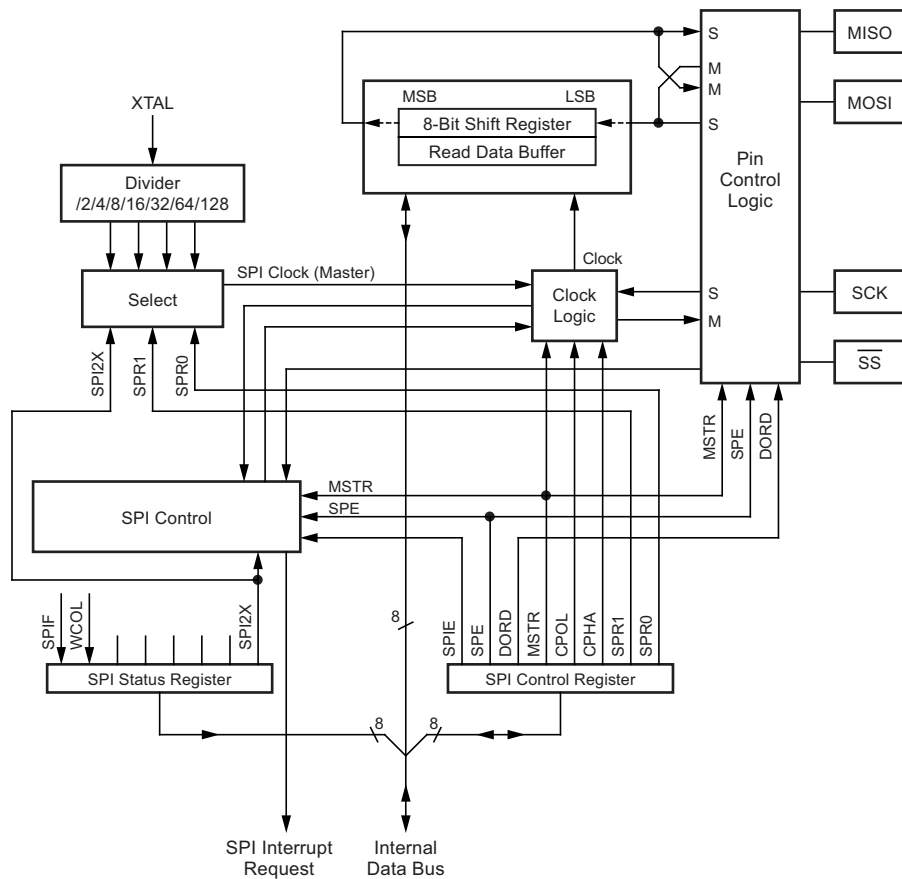 S
MISO
M
MSB
LSB
M
XTAL
8-Bit Shift Register
S
MOSI
Read Data Buffer
Pin
Control
Logic
Divider
/2/4/8/16/32/64/128
Clock
SPI Clock (Master)
Select
Clock
Logic
S
SCK
M
SPI2X
SPR1
SPR0
SS
MSTR
SPE
DORD
MSTR
SPE
SPI Control
8
SPIF
WCOL
SPI2X
SPIE
SPE
DORD
MSTR
CPOL
CPHA
SPR1
SPR0
SPI Status Register
SPI Control Register
8
8
SPI Interrupt
Request
Internal
Data Bus